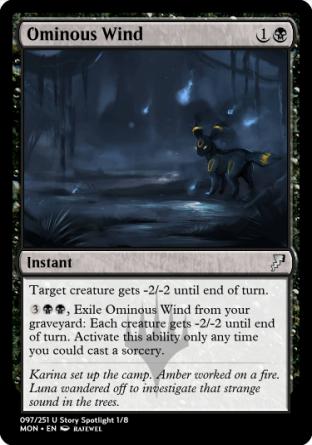 Ominous Wind 1
Instant
Target creature gets -2/-2 until end of turn.
3, Exile Ominous Wind from your
graveyard: Each creature gets -2/-2 until end
of turn. Activate this ability only any time
you could cast a sorcery.
Karina set up the camp. Amber worked on a fire.
Luna wandered off to investigate that strange
sound in the trees.
097/251 U Story Spotlight 1/8
MON • EN RATEWEL